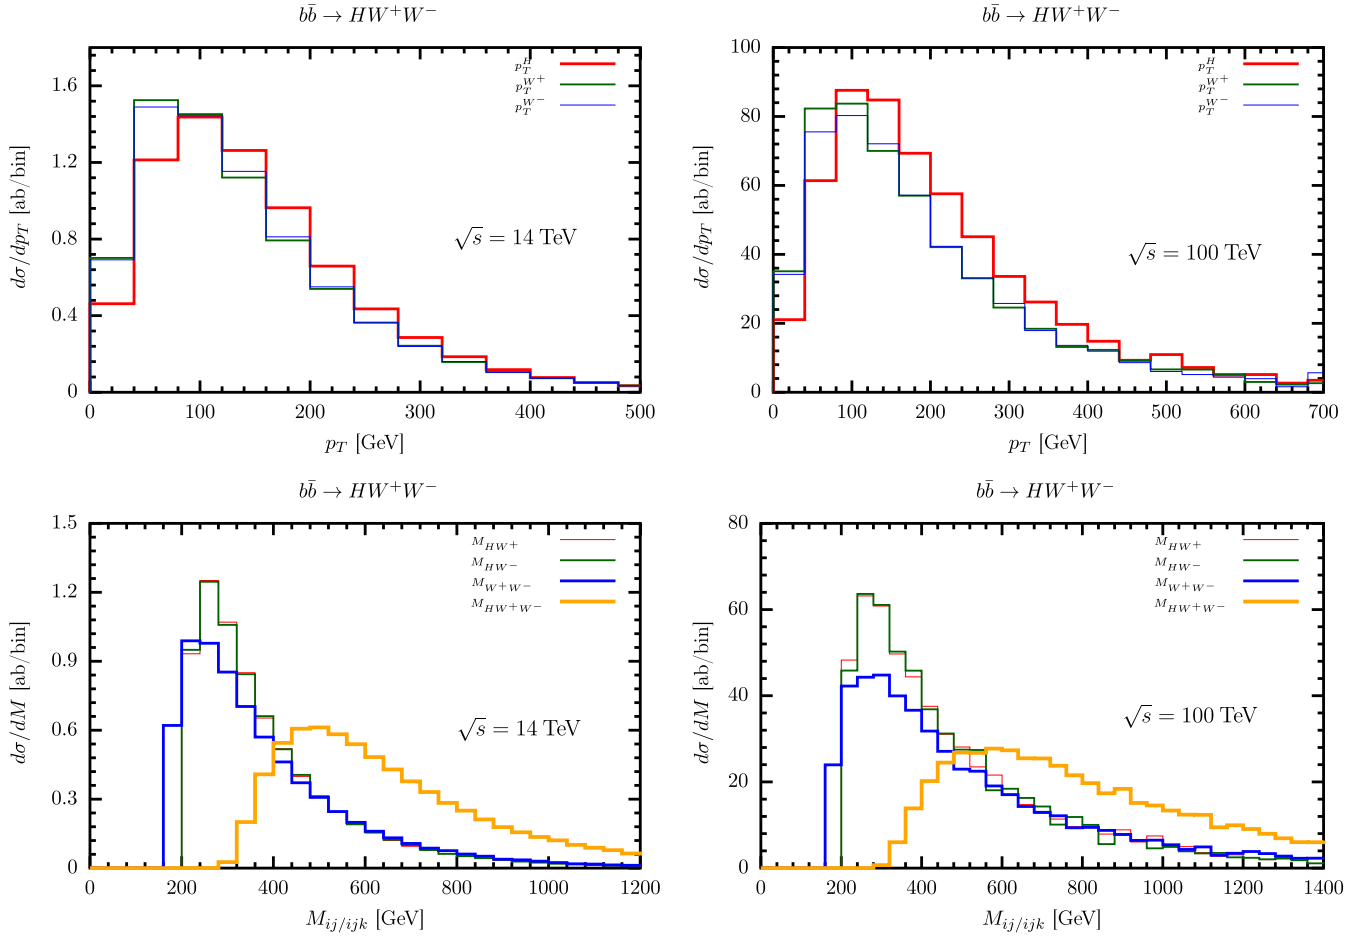 bb̄ → HW⁺W⁻
dσ/dp_T [ab/bin]
1.6
1.2
0.8
0.4
0
p_T^H
p_T^{W⁺}
p_T^{W⁻}
√s = 14 TeV
0 100 200 300 400 500
p_T [GeV]
bb̄ → HW⁺W⁻
dσ/dp_T [ab/bin]
100
80
60
40
20
0
p_T^H
p_T^{W⁺}
p_T^{W⁻}
√s = 100 TeV
0 100 200 300 400 500 600 700
p_T [GeV]
bb̄ → HW⁺W⁻
dσ/dM [ab/bin]
1.5
1.2
0.9
0.6
0.3
0
M_{HW⁺}
M_{HW⁻}
M_{W⁺W⁻}
M_{HW⁺W⁻}
√s = 14 TeV
0 200 400 600 800 1000 1200
M_{ij/ijk} [GeV]
bb̄ → HW⁺W⁻
dσ/dM [ab/bin]
80
60
40
20
0
M_{HW⁺}
M_{HW⁻}
M_{W⁺W⁻}
M_{HW⁺W⁻}
√s = 100 TeV
0 200 400 600 800 1000 1200 1400
M_{ij/ijk} [GeV]